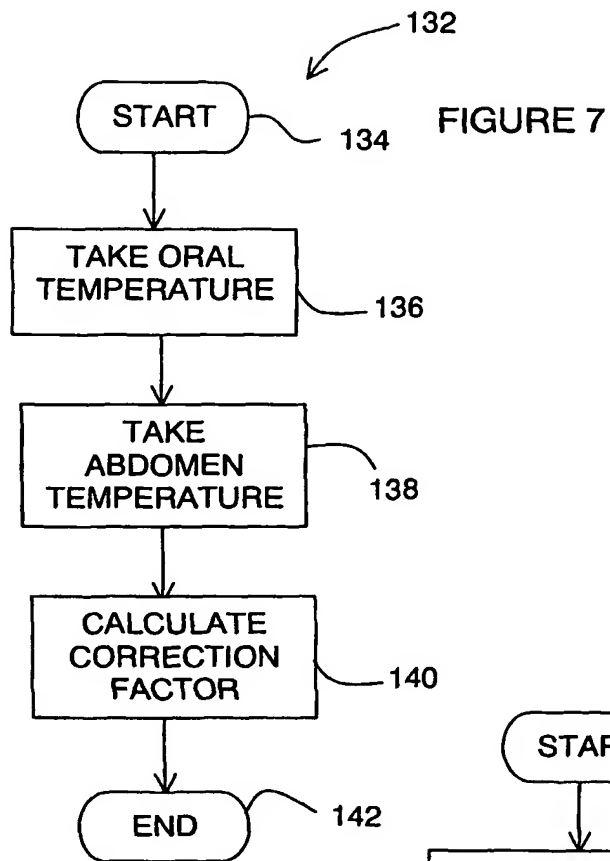 132
START
134
FIGURE 7
TAKE ORAL
TEMPERATURE
136
TAKE
ABDOMEN
TEMPERATURE
138
CALCULATE
CORRECTION
FACTOR
140
END
142
STAR